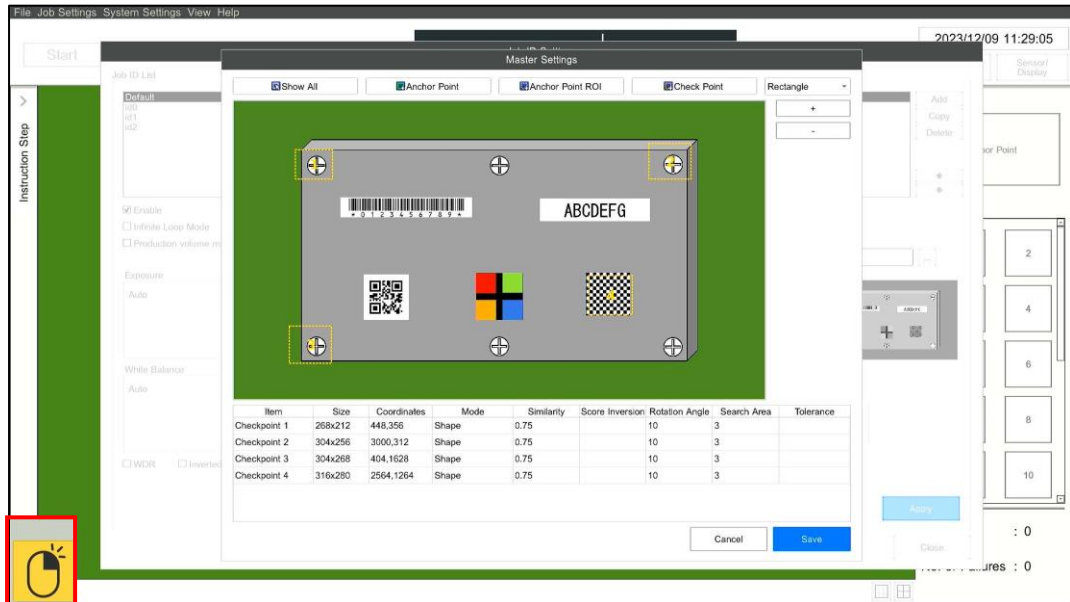 File Job Settings System Settings View Help
2023/12/09 11:29:05
Start
Master Settings
Sensor/
Display
Job ID List
Show All Anchor Point Anchor Point ROI Check Point Rectangle
Default
id0
id1
id2
Add
Copy
Delete
+
-
Instruction Step
Enable
Infinite Loop Mode
*0123456789*
ABCDEFG
2
Exposure
Auto
4
4
White Balance
Auto
6
Item Size Coordinates Mode Similarity Score Inversion Rotation Angle Search Area Tolerance
Checkpoint 1 268x212 448,356 Shape 0.75 10 3
Checkpoint 2 304x256 3000,312 Shape 0.75 10 3
Checkpoint 3 304x268 404,1628 Shape 0.75 10 3
Checkpoint 4 316x280 2564,1264 Shape 0.75 10 3
8
WDR Inverted
10
Apply
Cancel Save
: 0
Close
: 0